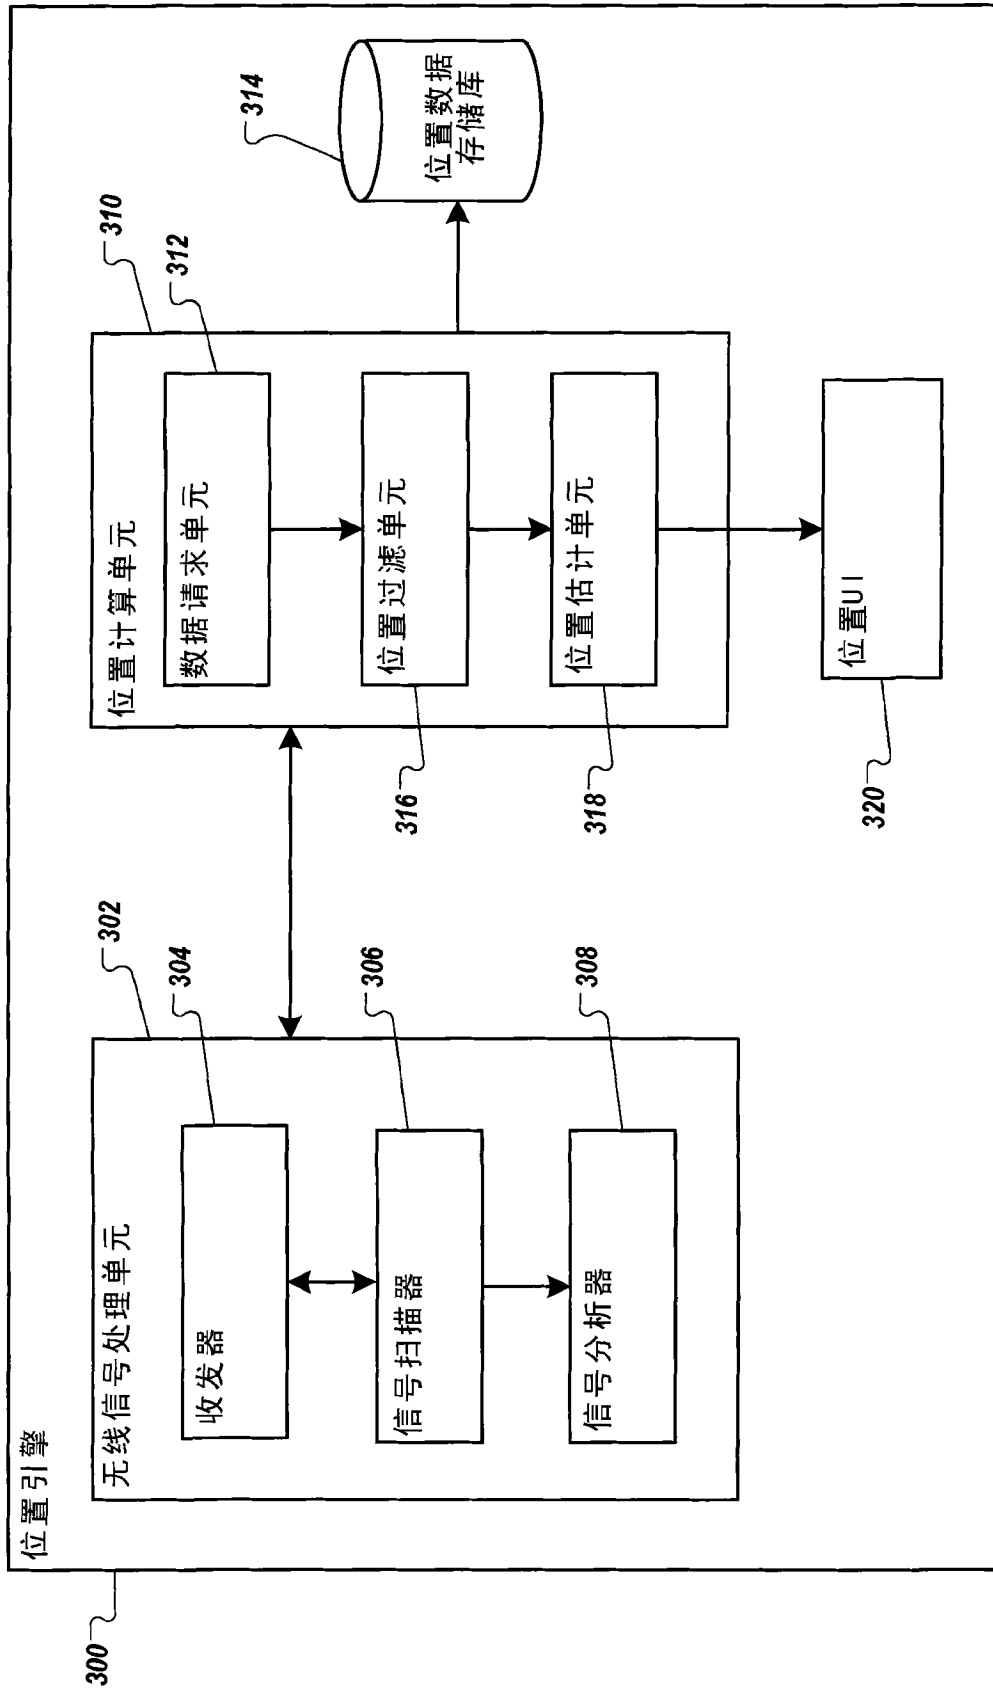 300
位置引擎
无线信号处理单元
302
收发器
304
信号扫描器
306
信号分析器
308
位置计算单元
310
数据请求单元
312
位置过滤单元
316
位置估计单元
318
位置数据
存储库
314
位置UI
320